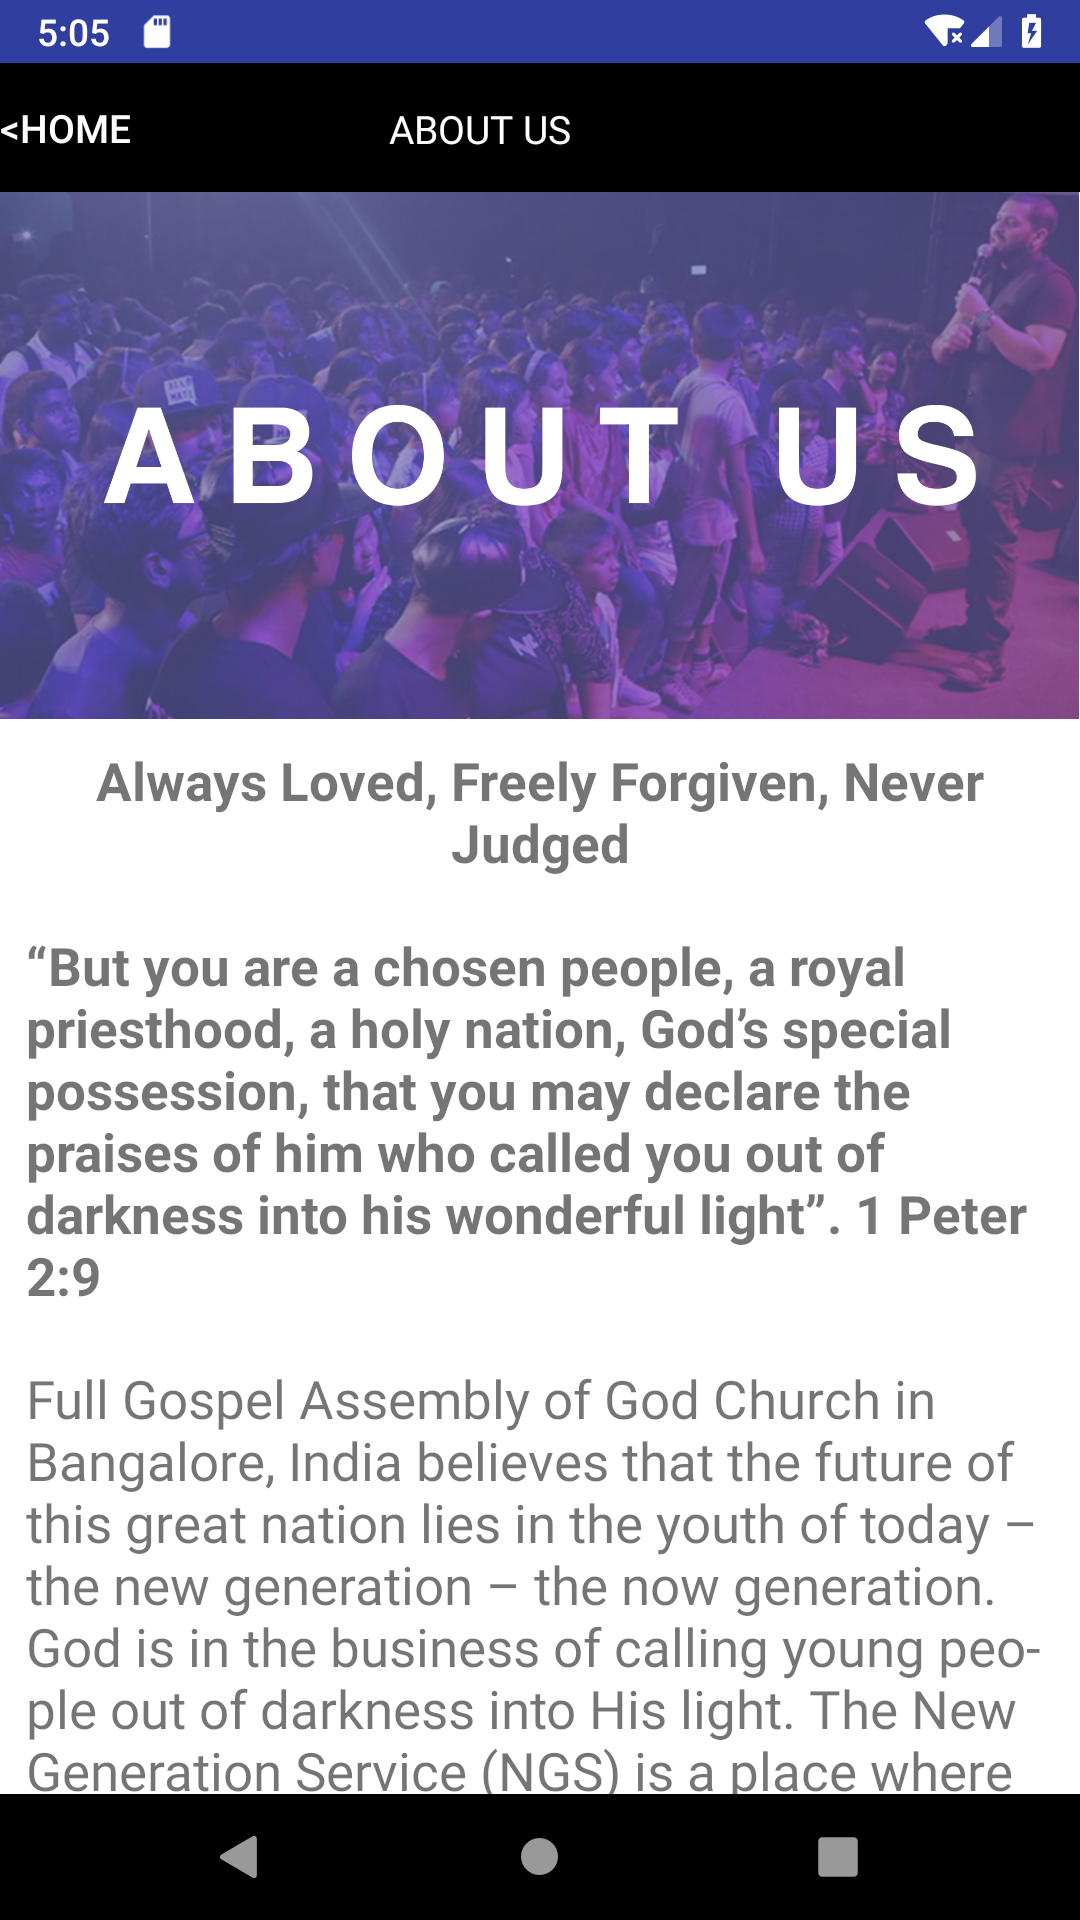 5:05
<HOME
ABOUT US
ABOUT US
Always Loved, Freely Forgiven, Never
Judged
“But you are a chosen people, a royal
priesthood, a holy nation, God’s special
possession, that you may declare the
praises of him who called you out of
darkness into his wonderful light”. 1 Peter
2:9
Full Gospel Assembly of God Church in
Bangalore, India believes that the future of
this great nation lies in the youth of today –
the new generation – the now generation.
God is in the business of calling young peo-
ple out of darkness into His light. The New
Generation Service (NGS) is a place where